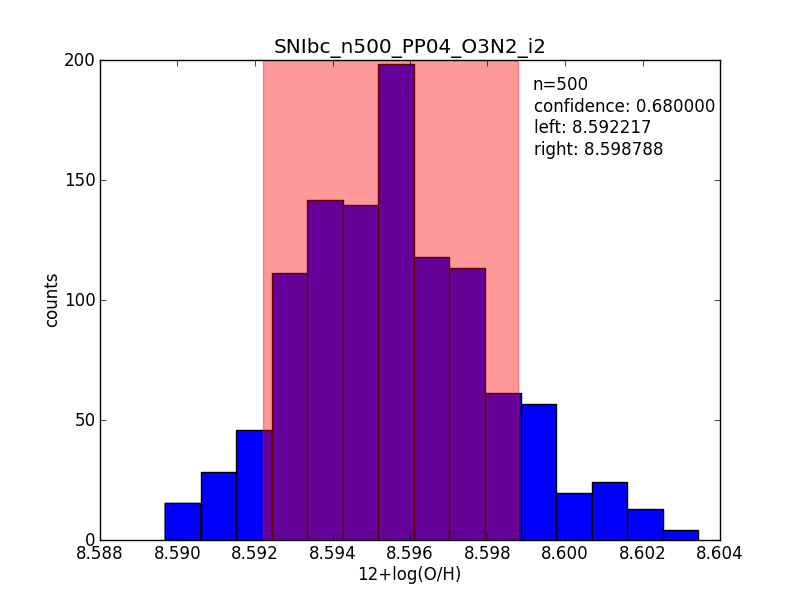 SNIbc_n500_PP04_O3N2_i2
n=500
confidence: 0.680000
left: 8.592217
right: 8.598788
200
150
100
50
0
counts
8.588 8.590 8.592 8.594 8.596 8.598 8.600 8.602 8.604
12+log(O/H)